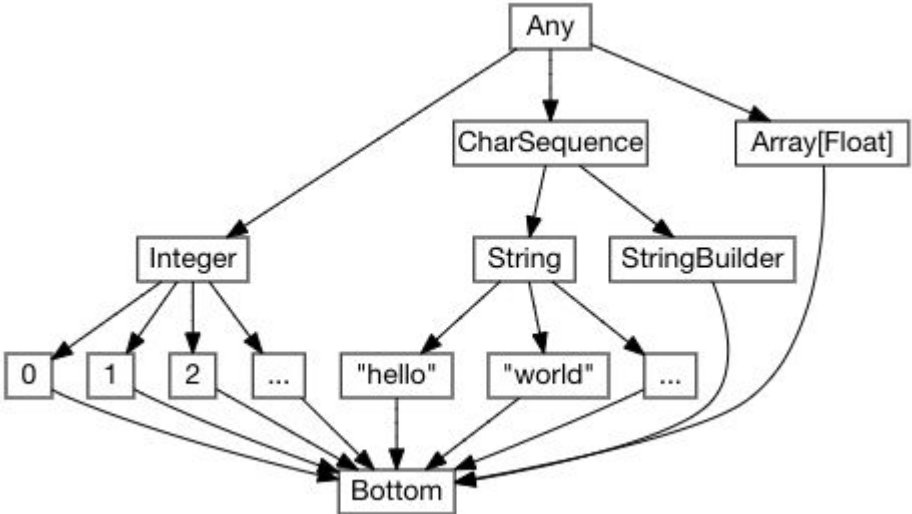 Any
CharSequence
Array[Float]
Integer
String
StringBuilder
0
1
2
...
"hello"
"world"
...
Bottom